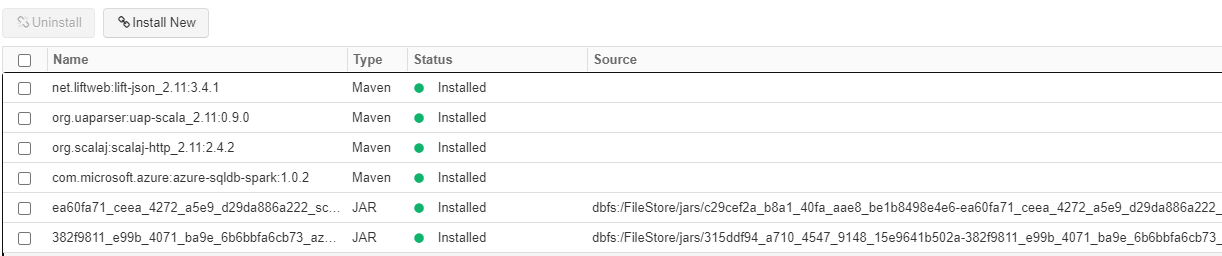 Uninstall Install New
Name Type Status Source
net.liftweb:lift-json_2.11:3.4.1 Maven Installed
org.uaparser:uap-scala_2.11:0.9.0 Maven Installed
org.scalaj:scalaj-http_2.11:2.4.2 Maven Installed
com.microsoft.azure:azure-sqldb-spark:1.0.2 Maven Installed
ea60fa71_ceea_4272_a5e9_d29da886a222_sc... JAR Installed dbfs:/FileStore/jars/c29cef2a_b8a1_40fa_aae8_be1b8498e4e6-ea60fa71_ceea_4272_a5e9_d29da886a222_
382f9811_e99b_4071_ba9e_6b6bbfa6cb73_az... JAR Installed dbfs:/FileStore/jars/315ddf94_a710_4547_9148_15e9641b502a-382f9811_e99b_4071_ba9e_6b6bbfa6cb73_